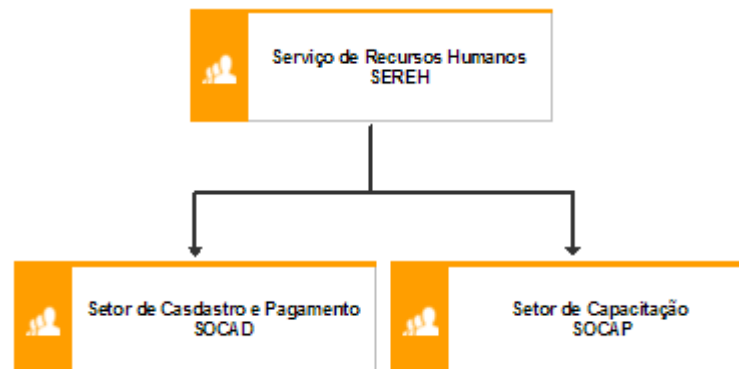 Serviço de Recursos Humanos
SEREH
Setor de Casdastro e Pagamento
SOCAD
Setor de Capacitação
SOCAP